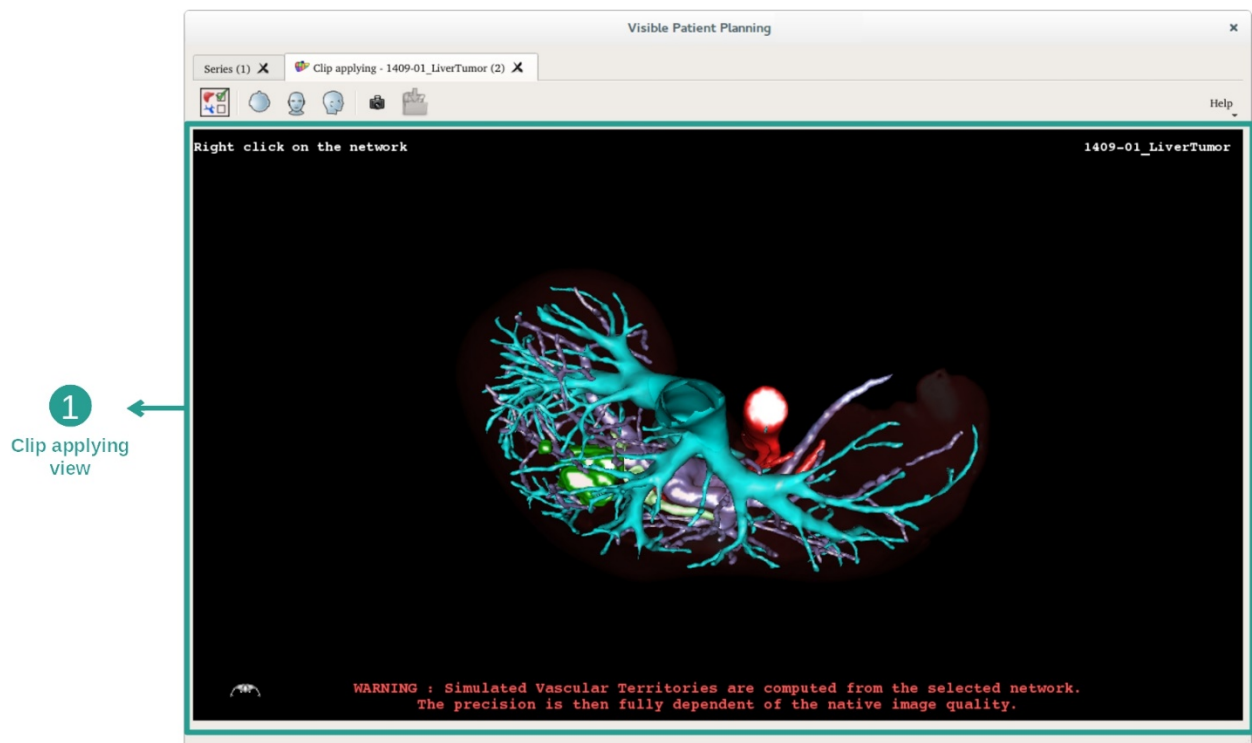 Visible Patient Planning
Series (1)
Clip applying - 1409-01_LiverTumor (2)
Help
Right click on the network
1409-01_LiverTumor
1
Clip applying
view
WARNING : Simulated Vascular Territories are computed from the selected network.
The precision is then fully dependent of the native image quality.